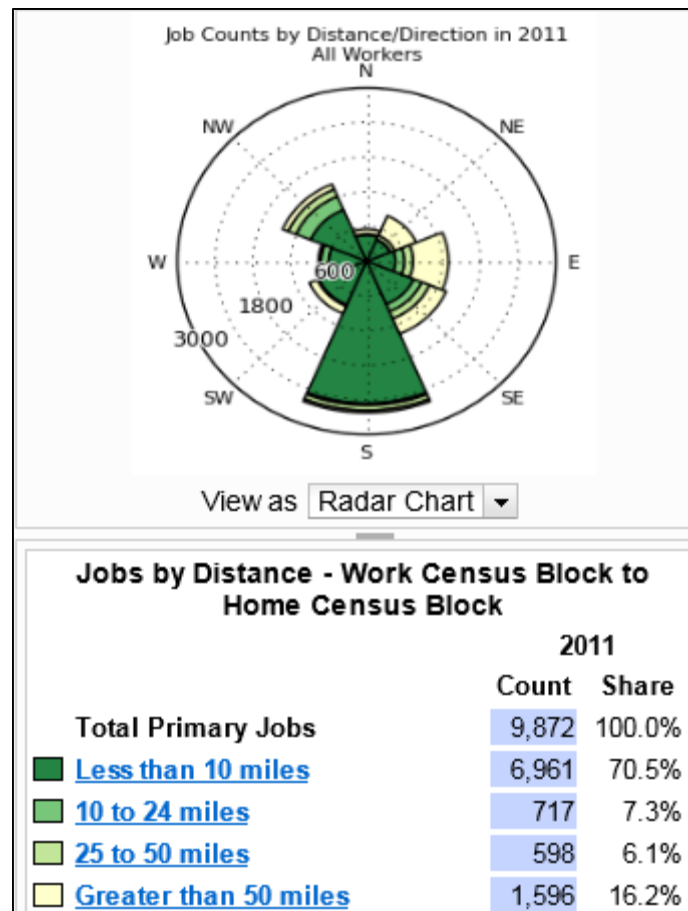 Job Counts by Distance/Direction in 2011
All Workers
N
NW NE
W E
600
1800
3000
SW SE
S
View as Radar Chart
Jobs by Distance - Work Census Block to
Home Census Block
2011
Count Share
Total Primary Jobs 9,872 100.0%
Less than 10 miles 6,961 70.5%
10 to 24 miles 717 7.3%
25 to 50 miles 598 6.1%
Greater than 50 miles 1,596 16.2%